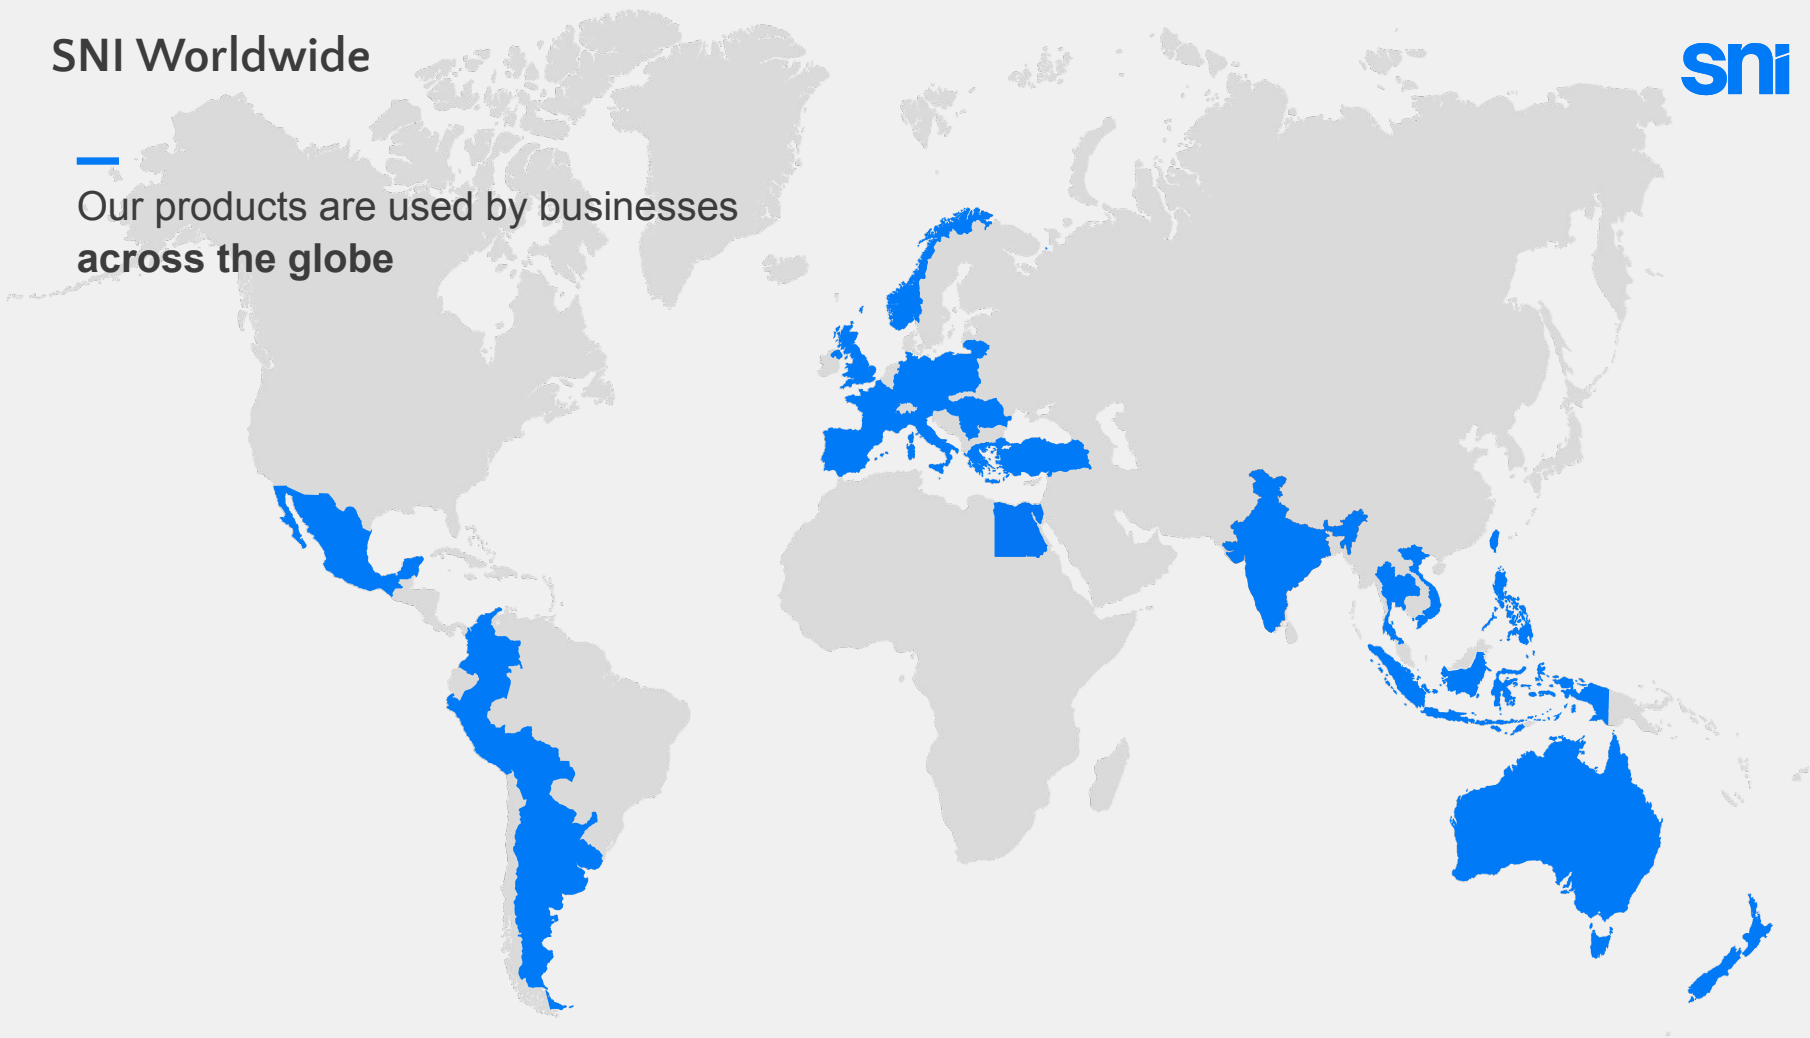 SNI Worldwide
sni
Our products are used by businesses
across the globe